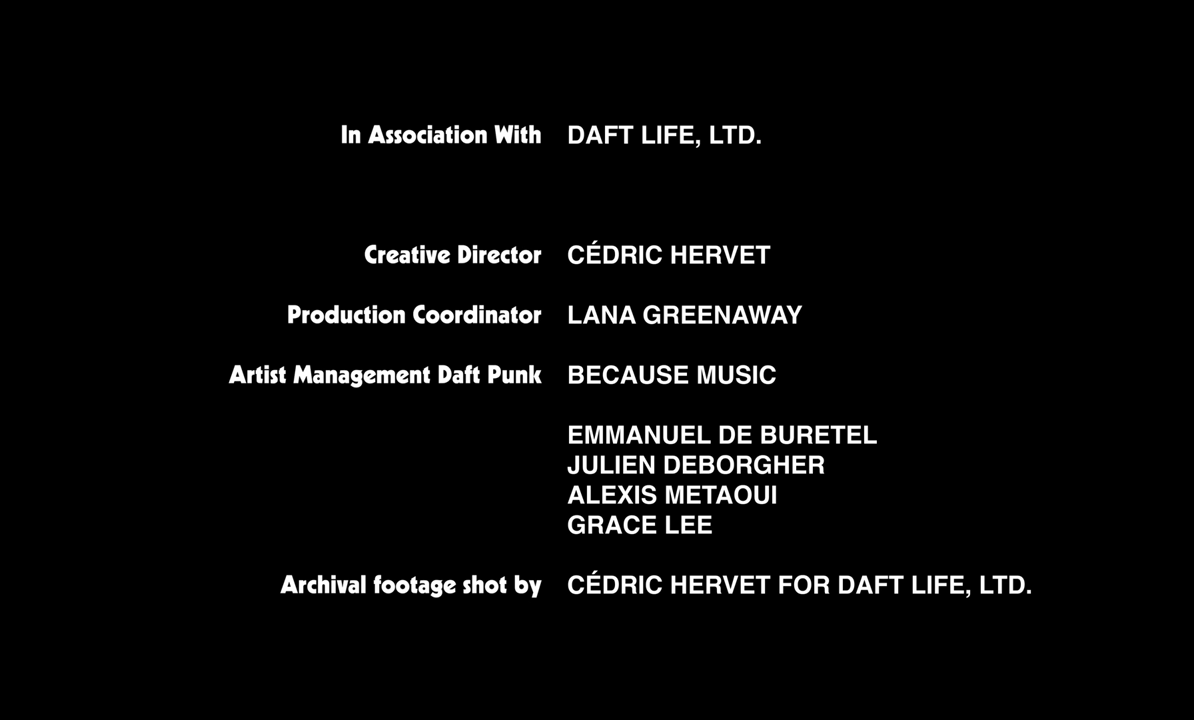 In Association With DAFT LIFE, LTD.
Creative Director CÉDRIC HERVET
Production Coordinator LANA GREENAWAY
Artist Management Daft Punk BECAUSE MUSIC
EMMANUEL DE BURETEL
JULIEN DEBORGHER
ALEXIS METAOUI
GRACE LEE
Archival footage shot by CÉDRIC HERVET FOR DAFT LIFE, LTD.